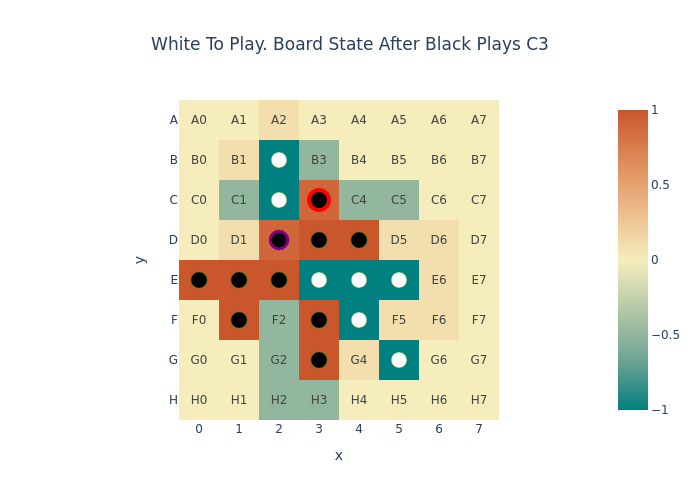 White To Play. Board State After Black Plays C3
A A0 A1 A2 A3 A4 A5 A6 A7
B B0 B1 B3 B4 B5 B6 B7
C C0 C1 C4 C5 C6 C7
D D0 D1 D5 D6 D7
E E6 E7
F F0 F2 F5 F6 F7
G G0 G1 G2 G4 G6 G7
H H0 H1 H2 H3 H4 H5 H6 H7
0 1 2 3 4 5 6 7
x
y
1
0.5
0
−0.5
−1